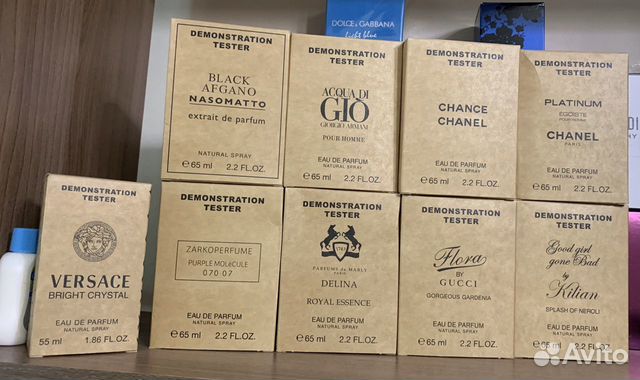 DOLCE & GABBANA
light blue
DEMONSTRATION
TESTER
BLACK
AFGANO
NASOMATTO
extrait de parfum
NATURAL SPRAY
℮ 65 ml 2.2 FL.OZ.
DEMONSTRATION
TESTER
ACQUA DI
GIÒ
GIORGIO ARMANI
POUR HOMME
EAU DE PARFUM
NATURAL SPRAY
℮ 65 ml 2.2 FL.OZ.
DEMONSTRATION
TESTER
CHANCE
CHANEL
EAU DE PARFUM
NATURAL SPRAY
℮ 65 ml 2.2 FL.OZ.
DEMONSTRATION
TESTER
PLATINUM
ÉGOÏSTE
POUR HOMME
CHANEL
PARIS
EAU DE PARFUM
NATURAL SPRAY
℮ 65 ml 2.2 FL.OZ.
DEMONSTRATION
TESTER
VERSACE
BRIGHT CRYSTAL
EAU DE PARFUM
NATURAL SPRAY
55 ml 1.86 FL.OZ.
DEMONSTRATION
TESTER
ZARKOPERFUME
PURPLE MOLéCULE
070·07
EAU DE PARFUM
NATURAL SPRAY
℮ 65 ml 2.2 FL.OZ.
DEMONSTRATION
TESTER
1743
PARFUMS de MARLY
PARIS
DELINA
ROYAL ESSENCE
EAU DE PARFUM
NATURAL SPRAY
℮ 65 ml 2.2 FL.OZ.
DEMONSTRATION
TESTER
Flora
BY
GUCCI
GORGEOUS GARDENIA
EAU DE PARFUM
NATURAL SPRAY
℮ 65 ml 2.2 FL.OZ.
DEMONSTRATION
TESTER
Good girl
gone Bad
by
Kilian
SPLASH OF NEROLI
EAU DE PARFUM
NATURAL SPRAY
℮ 65 ml
Avito